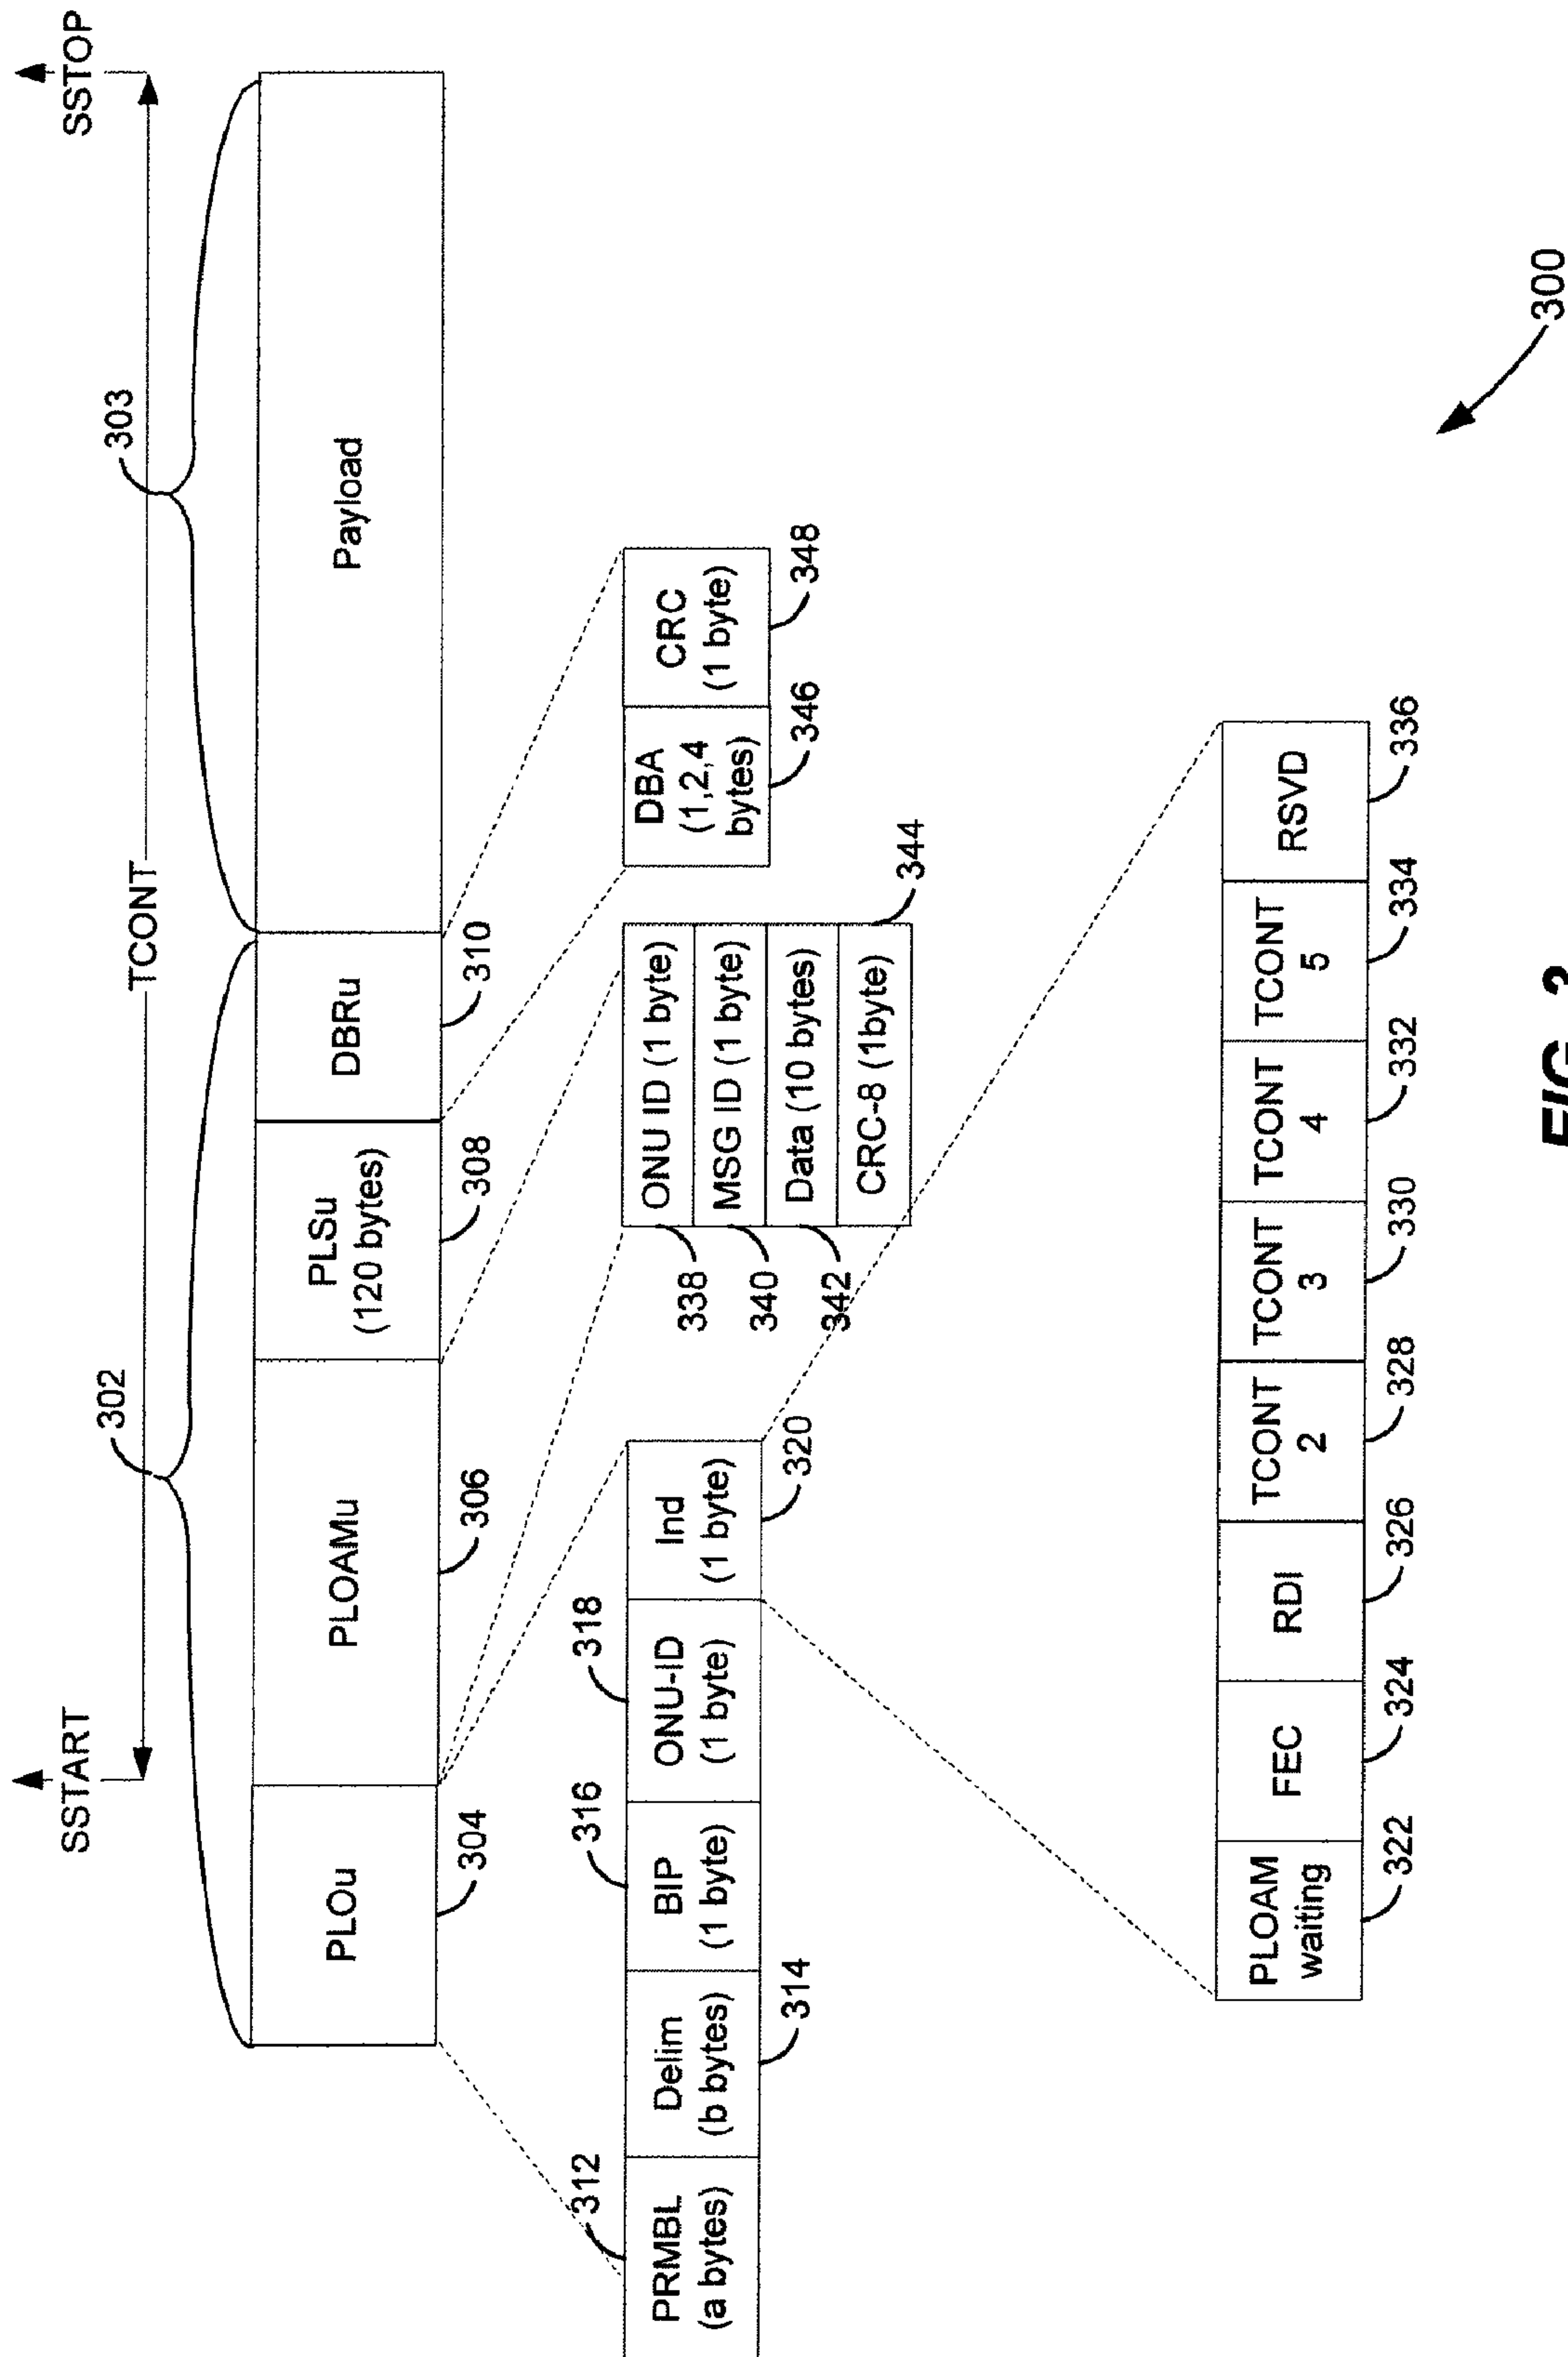 SSTART
TCONT
SSTOP
302
303
PLOu
PLOAMu
PLSu
(120 bytes)
DBRu
Payload
304
306
308
310
312
316
318
PRMBL
(a bytes)
Delim
(b bytes)
BIP
(1 byte)
ONU-ID
(1 byte)
Ind
(1 byte)
314
320
ONU ID (1 byte)
MSG ID (1 byte)
Data (10 bytes)
CRC-8 (1byte)
338
340
342
344
DBA
(1,2,4
bytes)
CRC
(1 byte)
346
348
PLOAM
waiting
FEC
RDI
TCONT
2
TCONT
3
TCONT
4
TCONT
5
RSVD
322
324
326
328
330
332
334
336
300